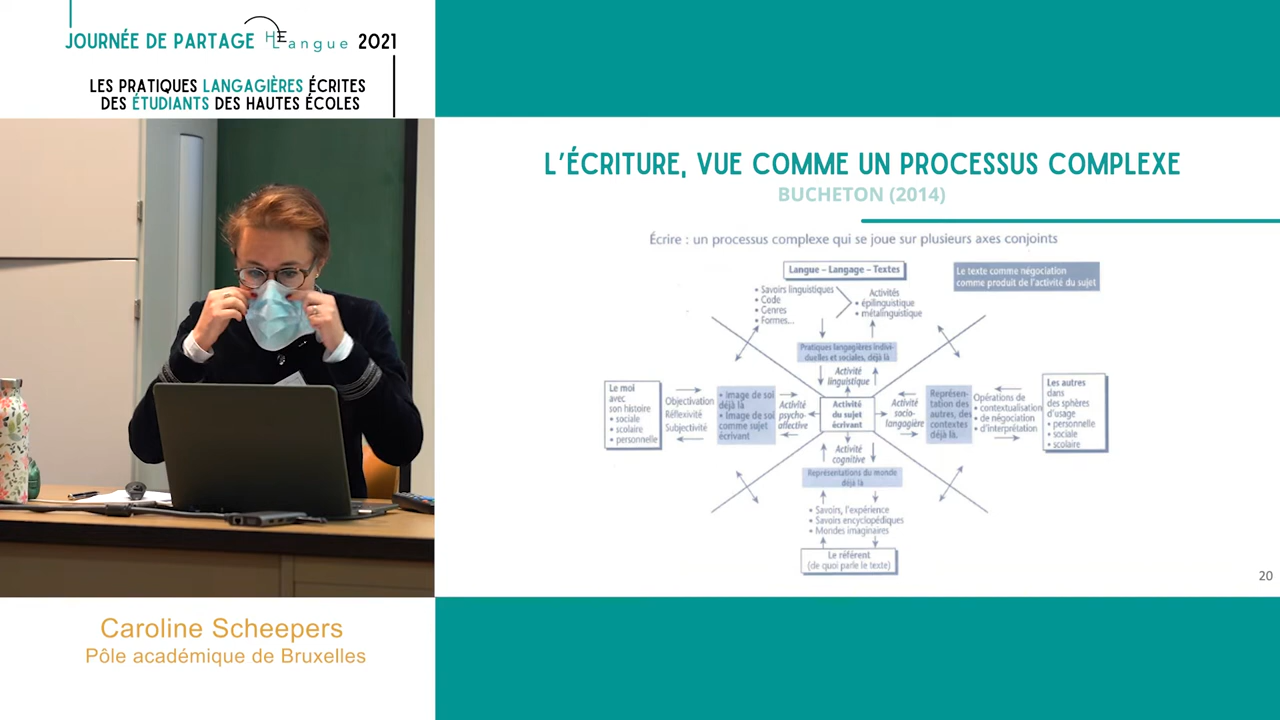 JOURNÉE DE PARTAGE HELangue 2021
LES PRATIQUES LANGAGIÈRES ÉCRITES
DES ÉTUDIANTS DES HAUTES ÉCOLES
L'ÉCRITURE, VUE COMME UN PROCESSUS COMPLEXE
BUCHETON (2014)
Écrire : un processus complexe qui se joue sur plusieurs axes conjoints
Langue – Langage – Textes
Le texte comme négociation
comme produit de l'activité du sujet
• Savoirs linguistiques
• Code
• Genres
• Formes...
Activités
• épilinguistique
• métalinguistique
Pratiques langagières indivi-
duelles et sociales, déjà là
Activité
linguistique
Le moi
avec
son histoire
• sociale
• scolaire
• personnelle
Objectivation
Réflexivité
Subjectivité
• Image de soi
déjà là
• Image de soi
comme sujet
écrivant
Activité
psycho-
affective
Activité
du sujet
écrivant
Activité
socio-
langagière
Représen-
tation des
autres, des
contextes
déjà là.
Opérations de
• contextualisation
• de négociation
• d'interprétation
Les autres
dans
des sphères
d'usage
• personnelle
• sociale
• scolaire
Activité
cognitive
Représentations du monde
déjà là
• Savoirs, l'expérience
• Savoirs encyclopédiques
• Mondes imaginaires
Le référent
(de quoi parle le texte)
20
Caroline Scheepers
Pôle académique de Bruxelles